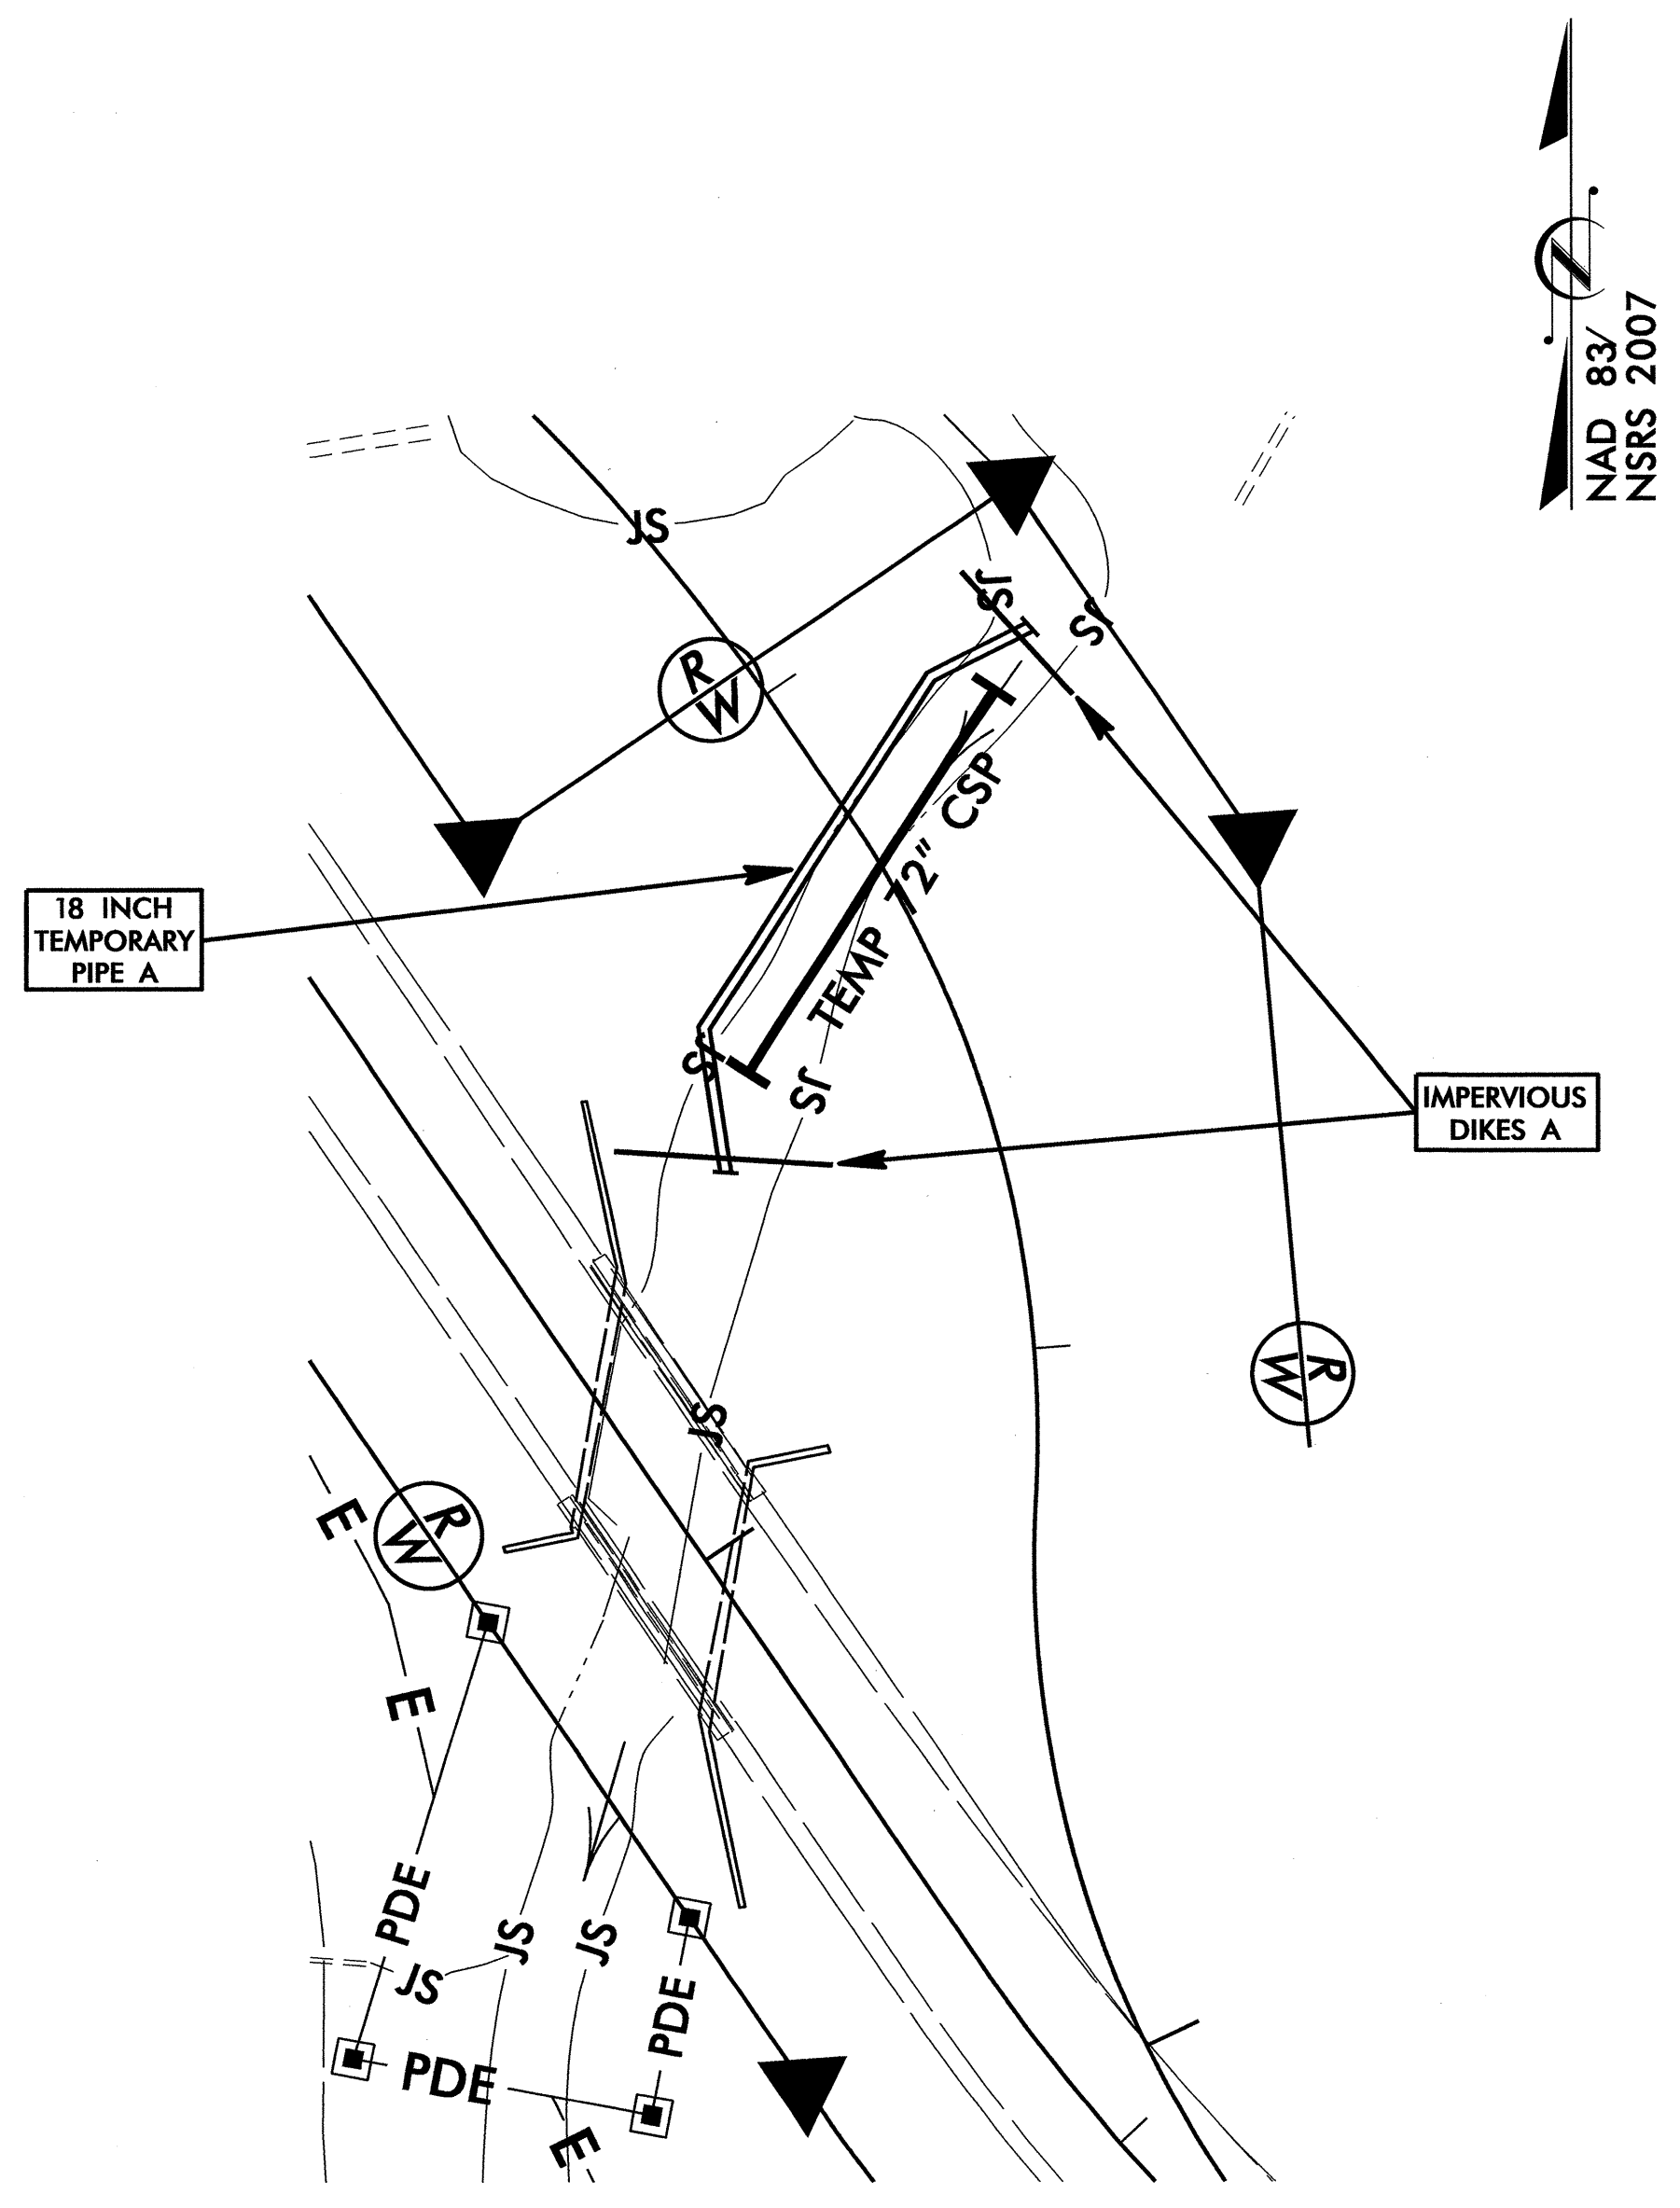 NAD 83/
NSRS 2007
JS
JS
JS
R
W
TEMP 72" CSP
18 INCH
TEMPORARY
PIPE A
JS
JS
IMPERVIOUS
DIKES A
R
W
JS
E
R
W
E
PDE
JS
JS
JS
PDE
PDE
E